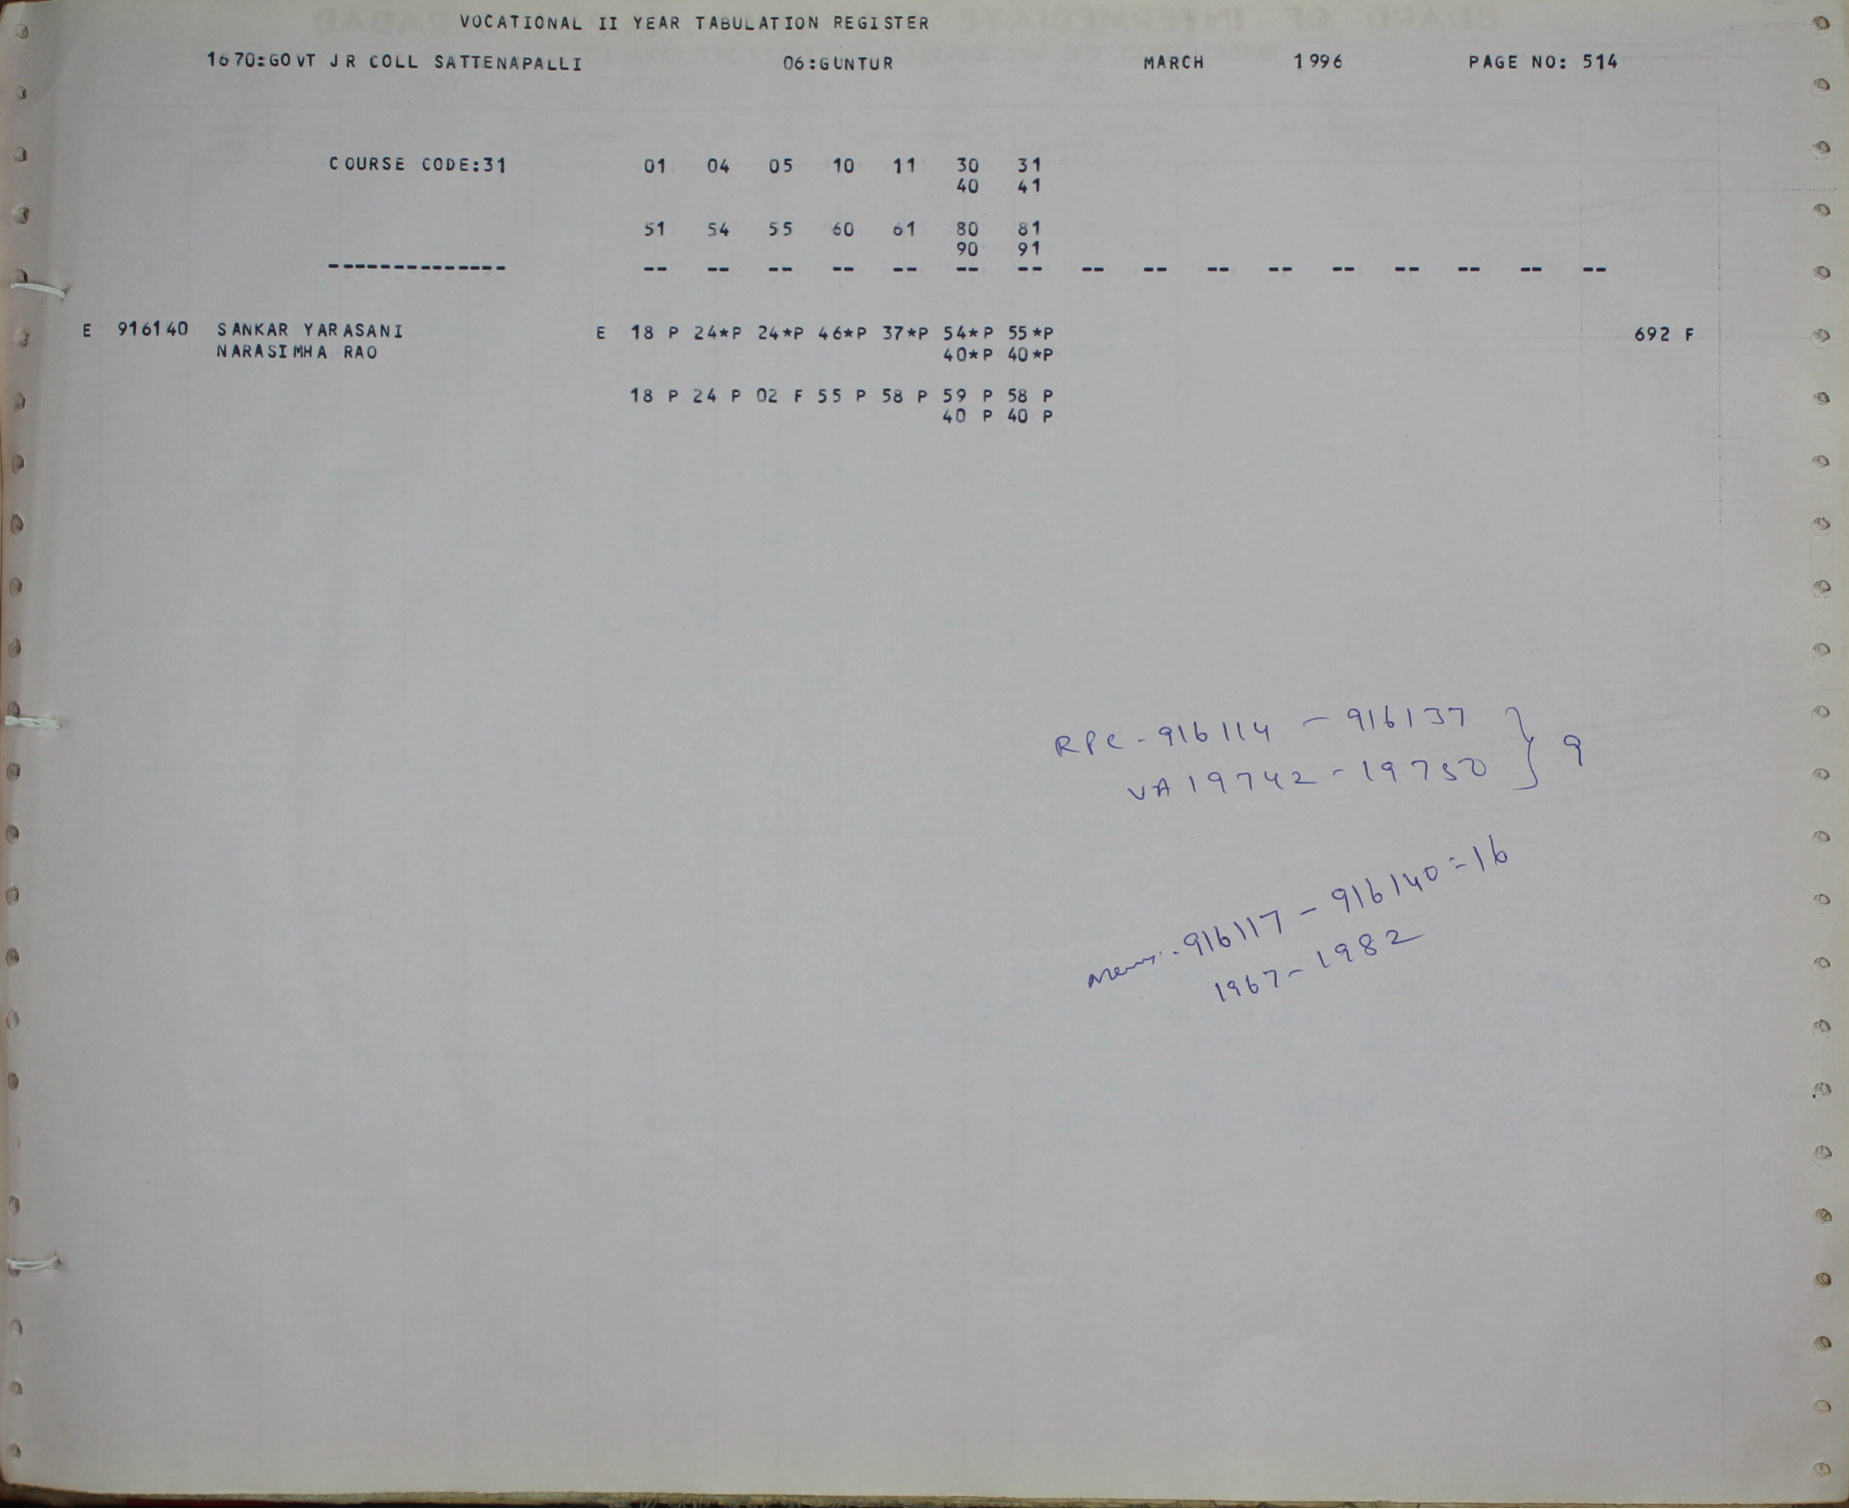 VOCATIONAL II YEAR TABULATION REGISTER
1670:GOVT JR COLL SATTENAPALLI 06:GUNTUR MARCH 1996 PAGE NO: 514
COURSE CODE:31 01 04 05 10 11 30 31
40 41
51 54 55 60 61 80 81
90 91
-------------- -- -- -- -- -- -- -- -- -- -- -- -- -- -- -- --
E 916140 SANKAR YARASANI E 18 P 24*P 24*P 46*P 37*P 54*P 55*P 692 F
NARASIMHA RAO 40*P 40*P
18 P 24 P 02 F 55 P 58 P 59 P 58 P
40 P 40 P
RPC - 916114 - 916137
VA 19742 - 19750 } 9
916117 - 916140 = 16
1967 - 1982